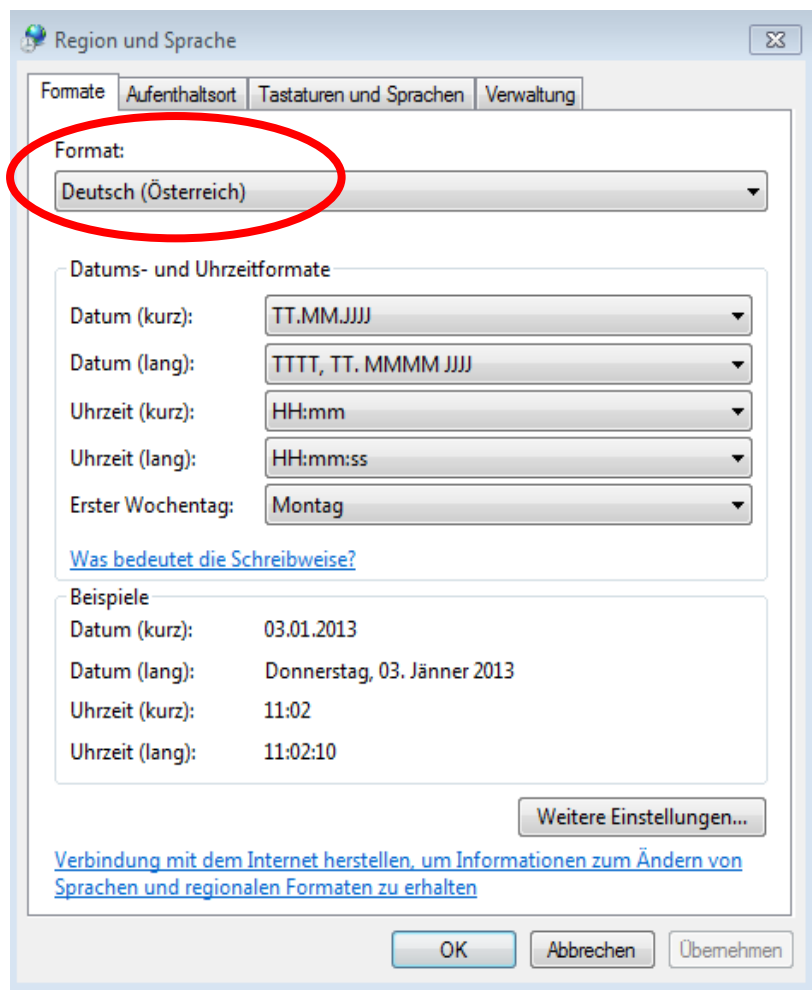 Region und Sprache
Formate Aufenthaltsort Tastaturen und Sprachen Verwaltung
Format:
Deutsch (Österreich)
Datums- und Uhrzeitformate
Datum (kurz): TT.MM.JJJJ
Datum (lang): TTTT, TT. MMMM JJJJ
Uhrzeit (kurz): HH:mm
Uhrzeit (lang): HH:mm:ss
Erster Wochentag: Montag
Was bedeutet die Schreibweise?
Beispiele
Datum (kurz): 03.01.2013
Datum (lang): Donnerstag, 03. Jänner 2013
Uhrzeit (kurz): 11:02
Uhrzeit (lang): 11:02:10
Weitere Einstellungen...
Verbindung mit dem Internet herstellen, um Informationen zum Ändern von
Sprachen und regionalen Formaten zu erhalten
OK Abbrechen Übernehmen